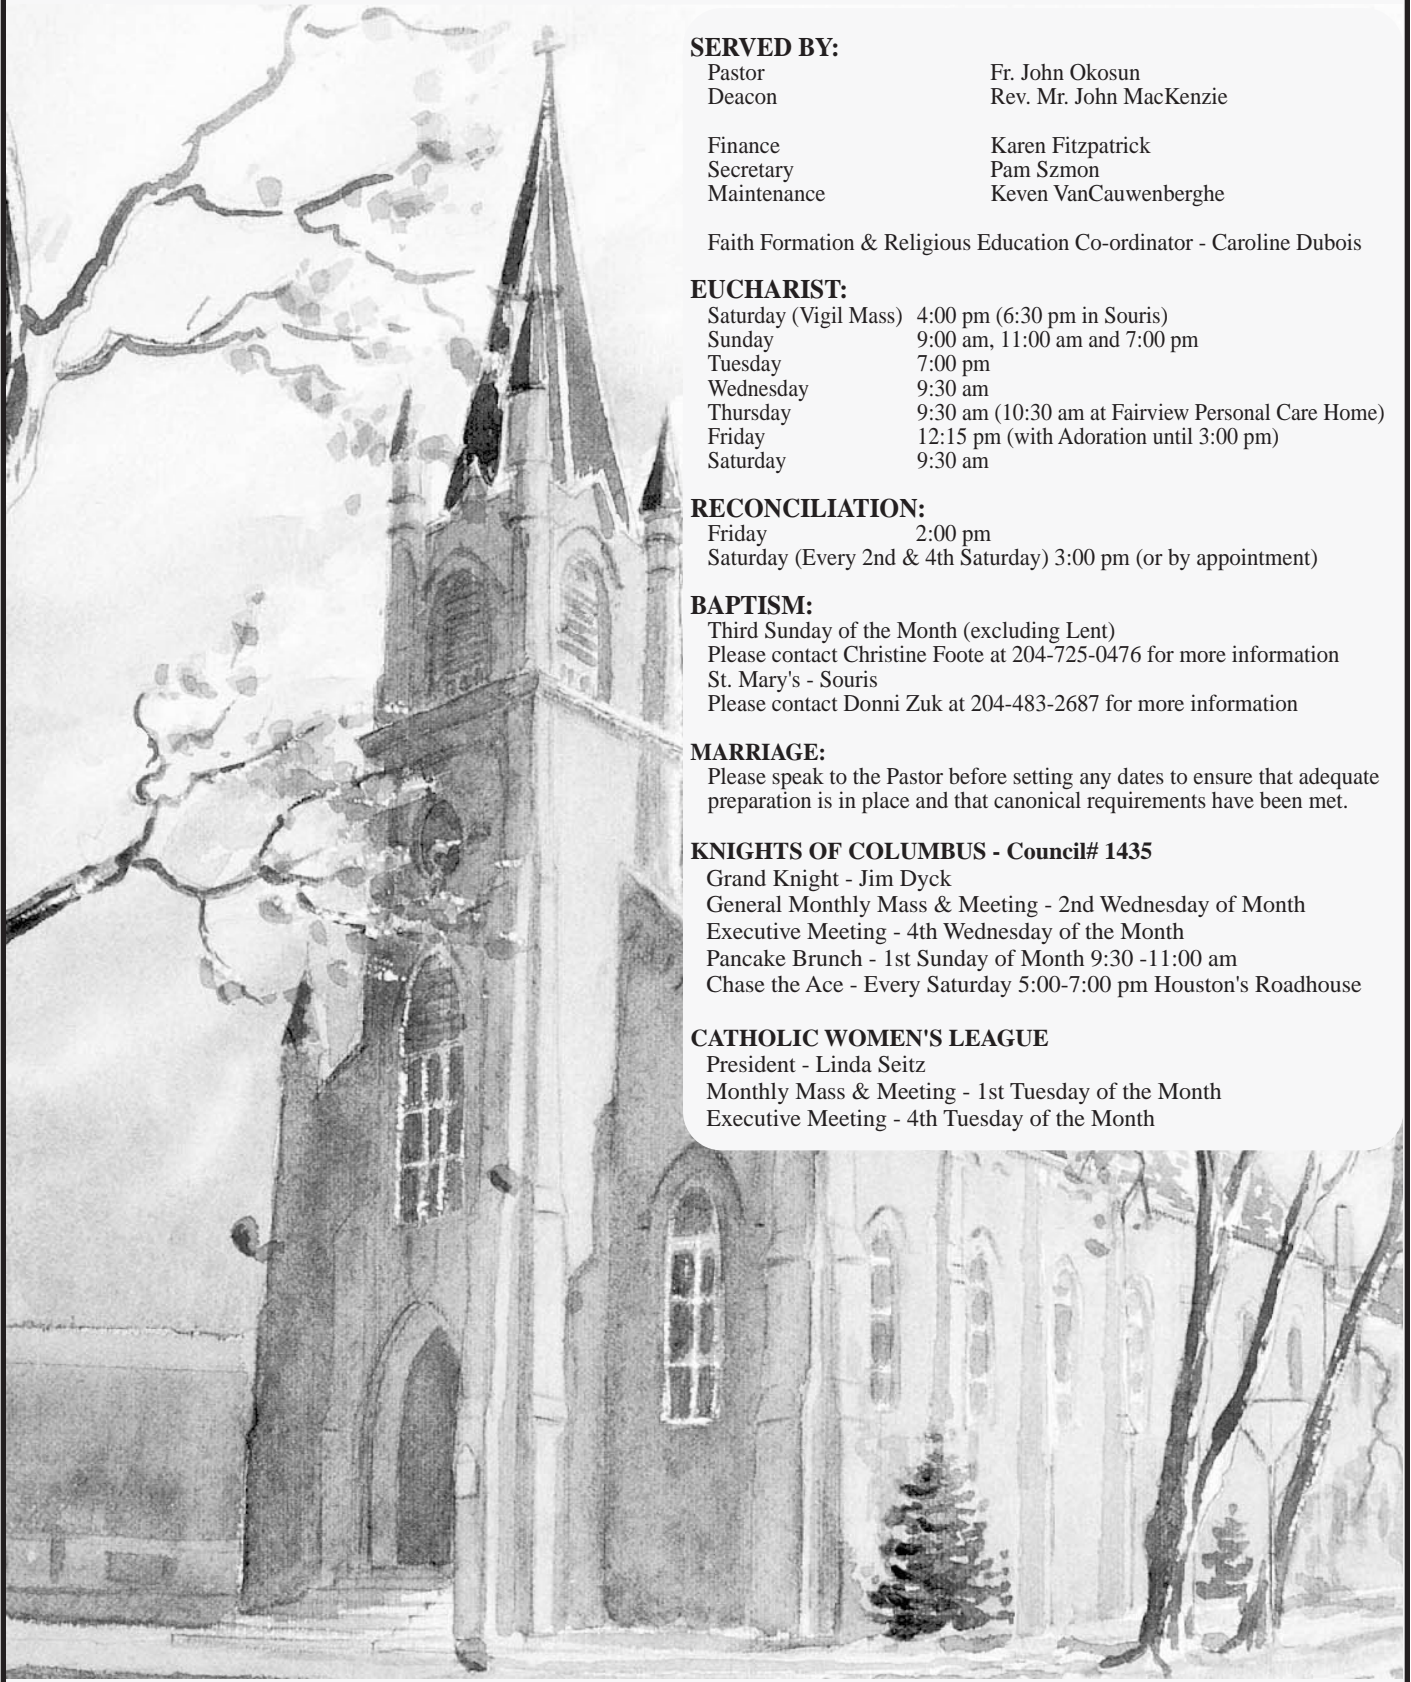 SERVED BY:
Pastor Fr. John Okosun
Deacon Rev. Mr. John MacKenzie
Finance Karen Fitzpatrick
Secretary Pam Szmon
Maintenance Keven VanCauwenberghe
Faith Formation & Religious Education Co-ordinator - Caroline Dubois
EUCHARIST:
Saturday (Vigil Mass) 4:00 pm (6:30 pm in Souris)
Sunday 9:00 am, 11:00 am and 7:00 pm
Tuesday 7:00 pm
Wednesday 9:30 am
Thursday 9:30 am (10:30 am at Fairview Personal Care Home)
Friday 12:15 pm (with Adoration until 3:00 pm)
Saturday 9:30 am
RECONCILIATION:
Friday 2:00 pm
Saturday (Every 2nd & 4th Saturday) 3:00 pm (or by appointment)
BAPTISM:
Third Sunday of the Month (excluding Lent)
Please contact Christine Foote at 204-725-0476 for more information
St. Mary's - Souris
Please contact Donni Zuk at 204-483-2687 for more information
MARRIAGE:
Please speak to the Pastor before setting any dates to ensure that adequate
preparation is in place and that canonical requirements have been met.
KNIGHTS OF COLUMBUS - Council# 1435
Grand Knight - Jim Dyck
General Monthly Mass & Meeting - 2nd Wednesday of Month
Executive Meeting - 4th Wednesday of the Month
Pancake Brunch - 1st Sunday of Month 9:30 -11:00 am
Chase the Ace - Every Saturday 5:00-7:00 pm Houston's Roadhouse
CATHOLIC WOMEN'S LEAGUE
President - Linda Seitz
Monthly Mass & Meeting - 1st Tuesday of the Month
Executive Meeting - 4th Tuesday of the Month